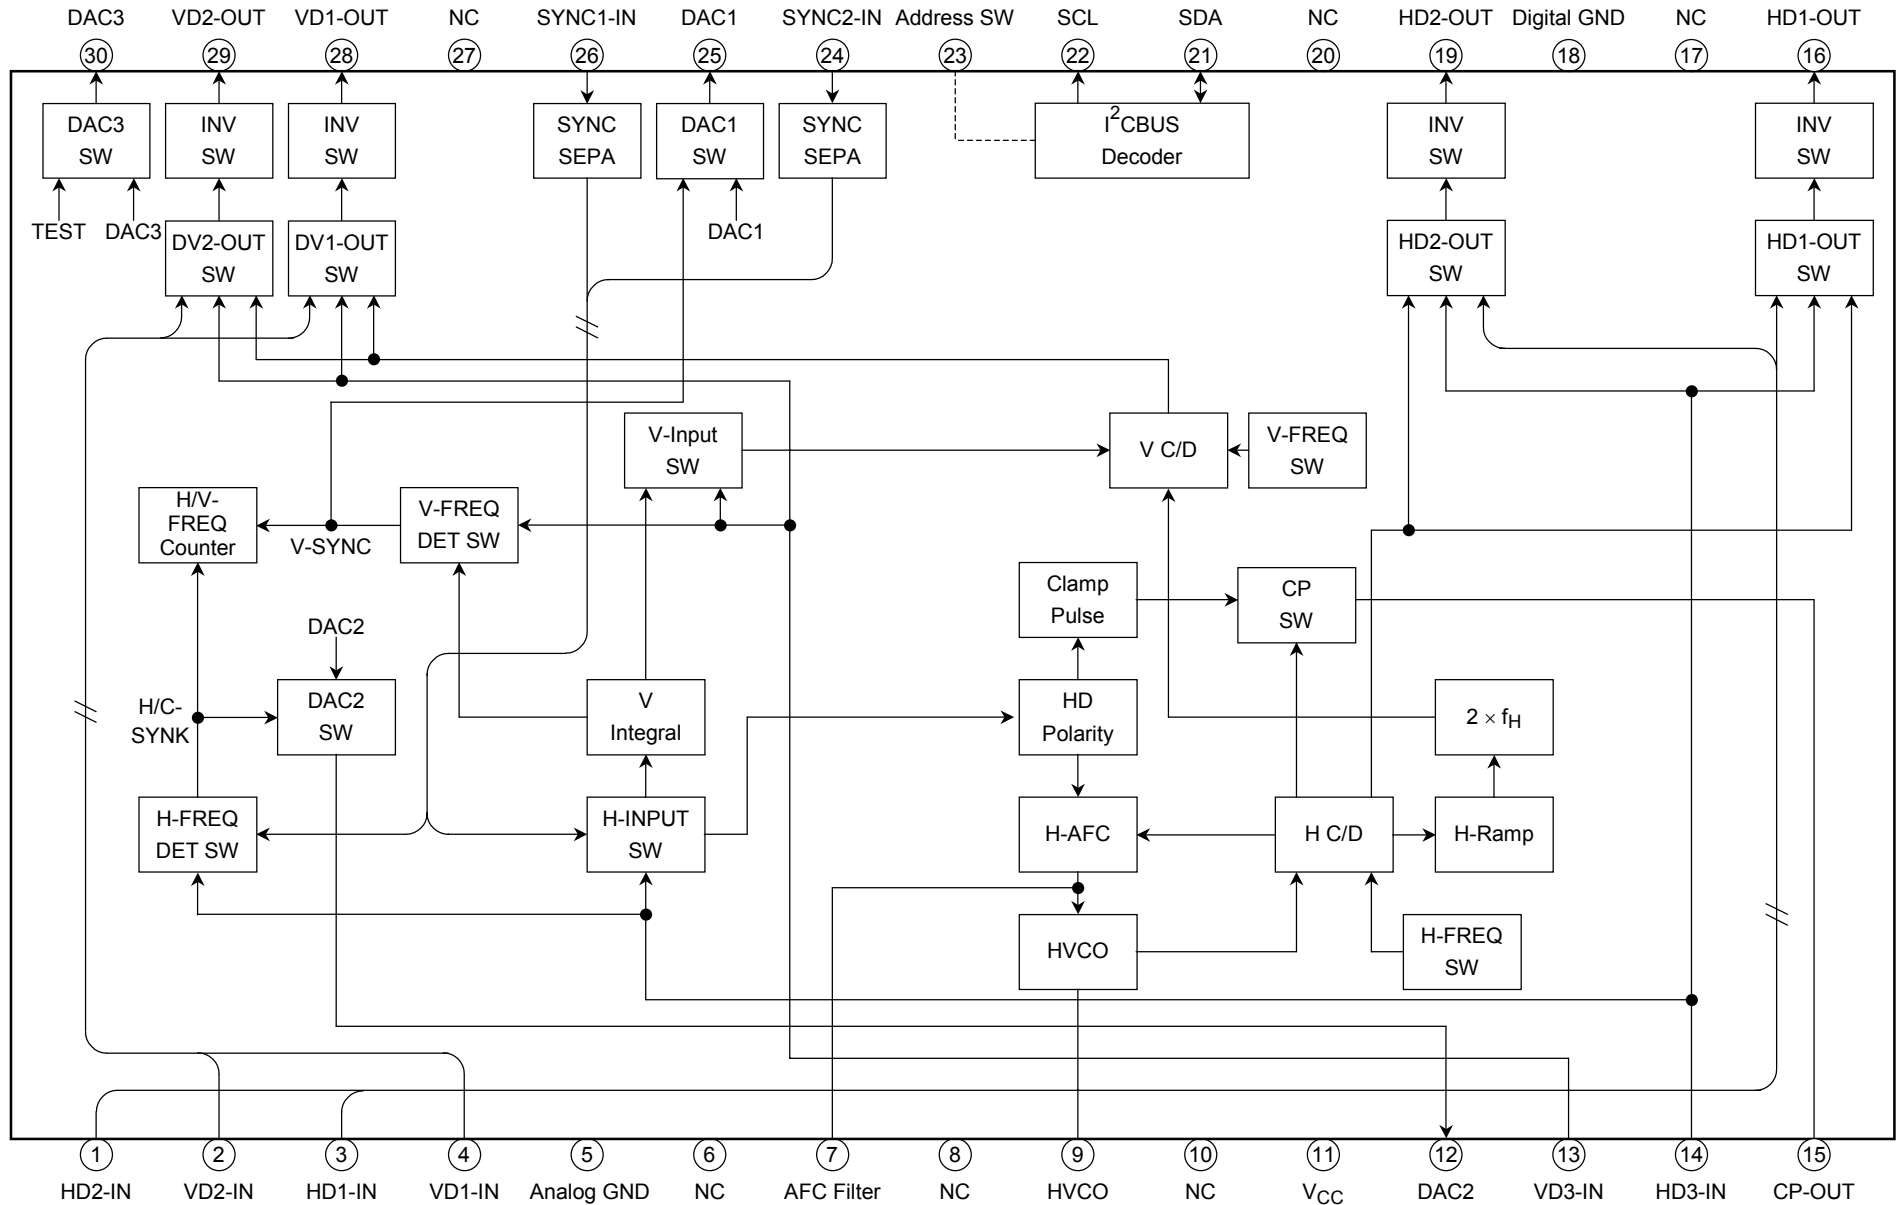 DAC3 VD2-OUT VD1-OUT NC SYNC1-IN DAC1 SYNC2-IN Address SW SCL SDA NC HD2-OUT Digital GND NC HD1-OUT
30 29 28 27 26 25 24 23 22 21 20 19 18 17 16
DAC3
SW
INV
SW
INV
SW
SYNC
SEPA
DAC1
SW
SYNC
SEPA
I²CBUS
Decoder
INV
SW
INV
SW
TEST
DAC3
DAC1
DV2-OUT
SW
DV1-OUT
SW
HD2-OUT
SW
HD1-OUT
SW
V-Input
SW
V C/D
V-FREQ
SW
H/V-
FREQ
Counter
V-SYNC
V-FREQ
DET SW
Clamp
Pulse
CP
SW
DAC2
H/C-
SYNK
DAC2
SW
V
Integral
HD
Polarity
2 × fH
H-FREQ
DET SW
H-INPUT
SW
H-AFC
H C/D
H-Ramp
HVCO
H-FREQ
SW
1 2 3 4 5 6 7 8 9 10 11 12 13 14 15
HD2-IN VD2-IN HD1-IN VD1-IN Analog GND NC AFC Filter NC HVCO NC VCC DAC2 VD3-IN HD3-IN CP-OUT